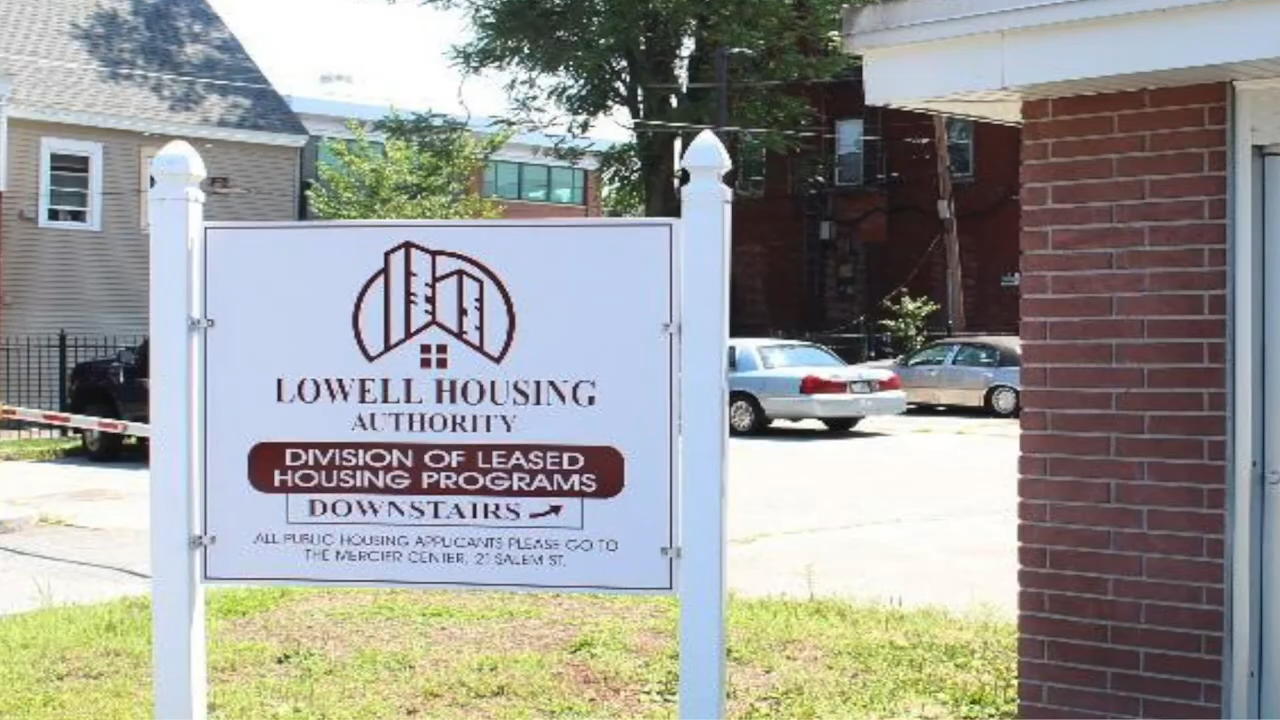 LOWELL HOUSING
AUTHORITY
DIVISION OF LEASED
HOUSING PROGRAMS
DOWNSTAIRS
ALL PUBLIC HOUSING APPLICANTS PLEASE GO TO
THE MERCIER CENTER, 21 SALEM ST.